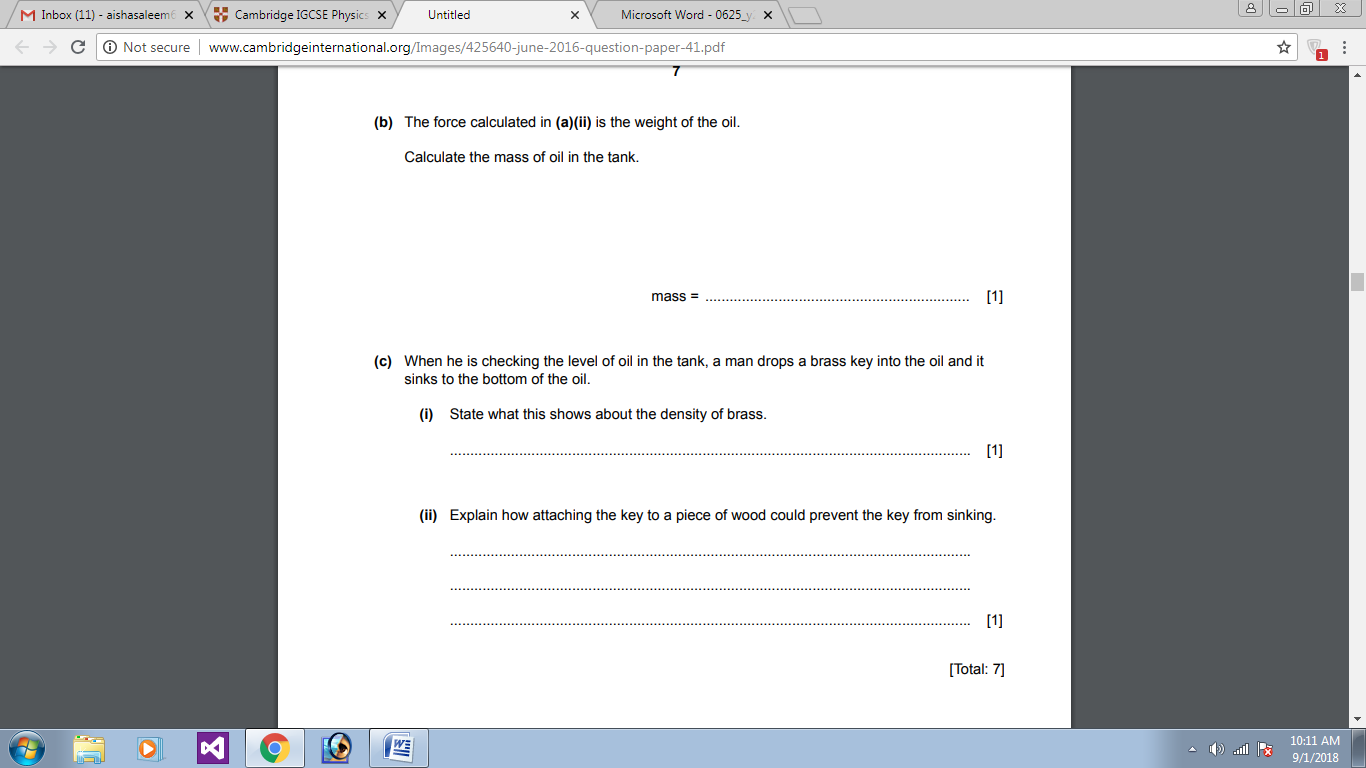 Inbox (11) - aishasaleem
Cambridge IGCSE Physics
Untitled
Microsoft Word - 0625_y
Not secure
www.cambridgeinternational.org/Images/425640-june-2016-question-paper-41.pdf
1
7
(b) The force calculated in (a)(ii) is the weight of the oil.
Calculate the mass of oil in the tank.
mass = .................................................................. [1]
(c) When he is checking the level of oil in the tank, a man drops a brass key into the oil and it
sinks to the bottom of the oil.
(i) State what this shows about the density of brass.
.................................................................................................................................. [1]
(ii) Explain how attaching the key to a piece of wood could prevent the key from sinking.
..................................................................................................................................
..................................................................................................................................
.................................................................................................................................. [1]
[Total: 7]
10:11 AM
9/1/2018